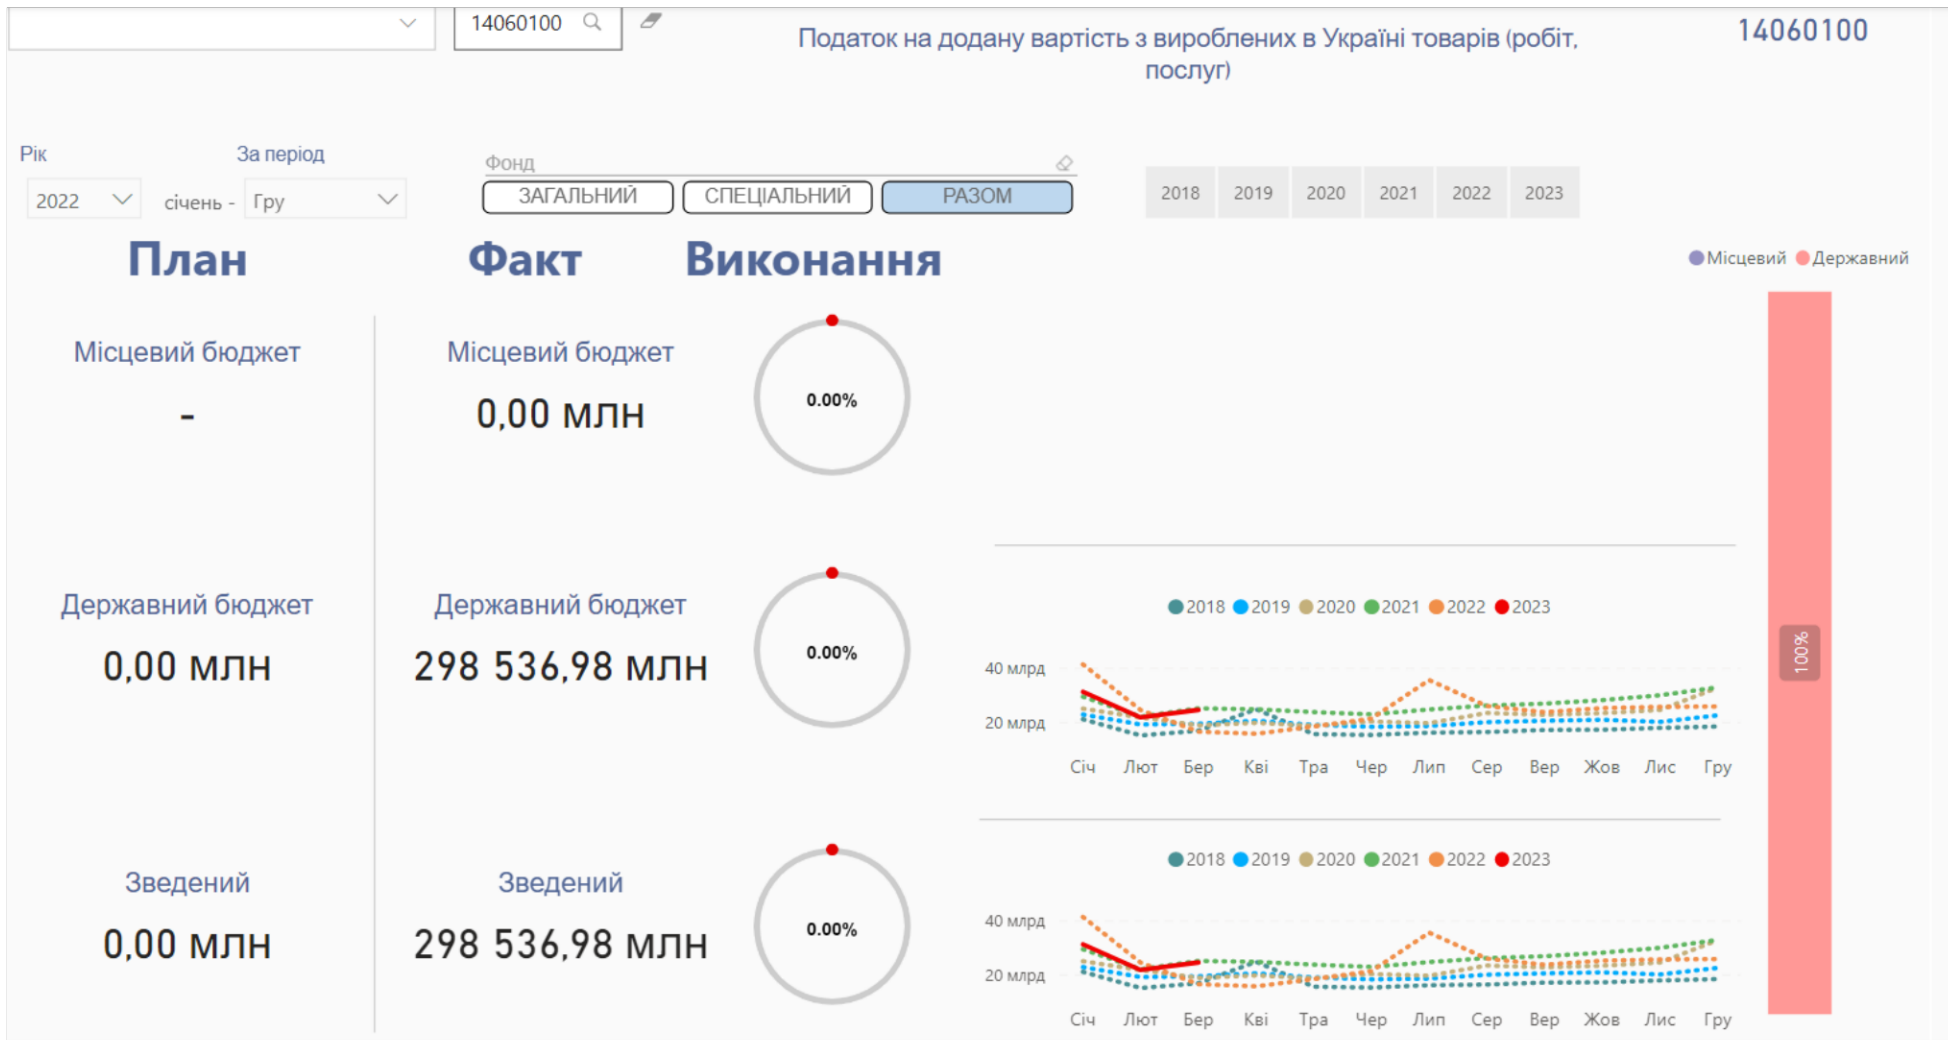 14060100
Податок на додану вартість з вироблених в Україні товарів (робіт,
послуг)
14060100
Рік
За період
2022
січень -
Гру
Фонд
ЗАГАЛЬНИЙ
СПЕЦІАЛЬНИЙ
РАЗОМ
2018 2019 2020 2021 2022 2023
План
Факт
Виконання
Місцевий Державний
Місцевий бюджет
-
Місцевий бюджет
0,00 млн
0.00%
Державний бюджет
0,00 млн
Державний бюджет
298 536,98 млн
0.00%
2018 2019 2020 2021 2022 2023
40 млрд
20 млрд
Січ Лют Бер Кві Тра Чер Лип Сер Вер Жов Лис Гру
100%
Зведений
0,00 млн
Зведений
298 536,98 млн
0.00%
2018 2019 2020 2021 2022 2023
40 млрд
20 млрд
Січ Лют Бер Кві Тра Чер Лип Сер Вер Жов Лис Гру